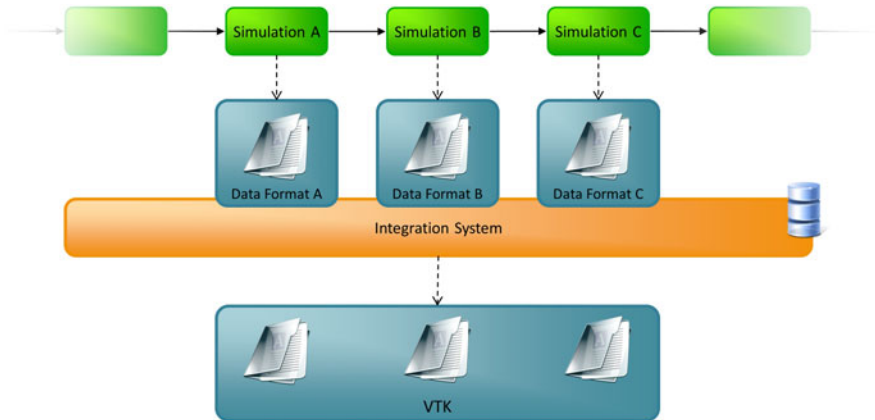 Simulation A
Simulation B
Simulation C
Data Format A
Data Format B
Data Format C
Integration System
VTK